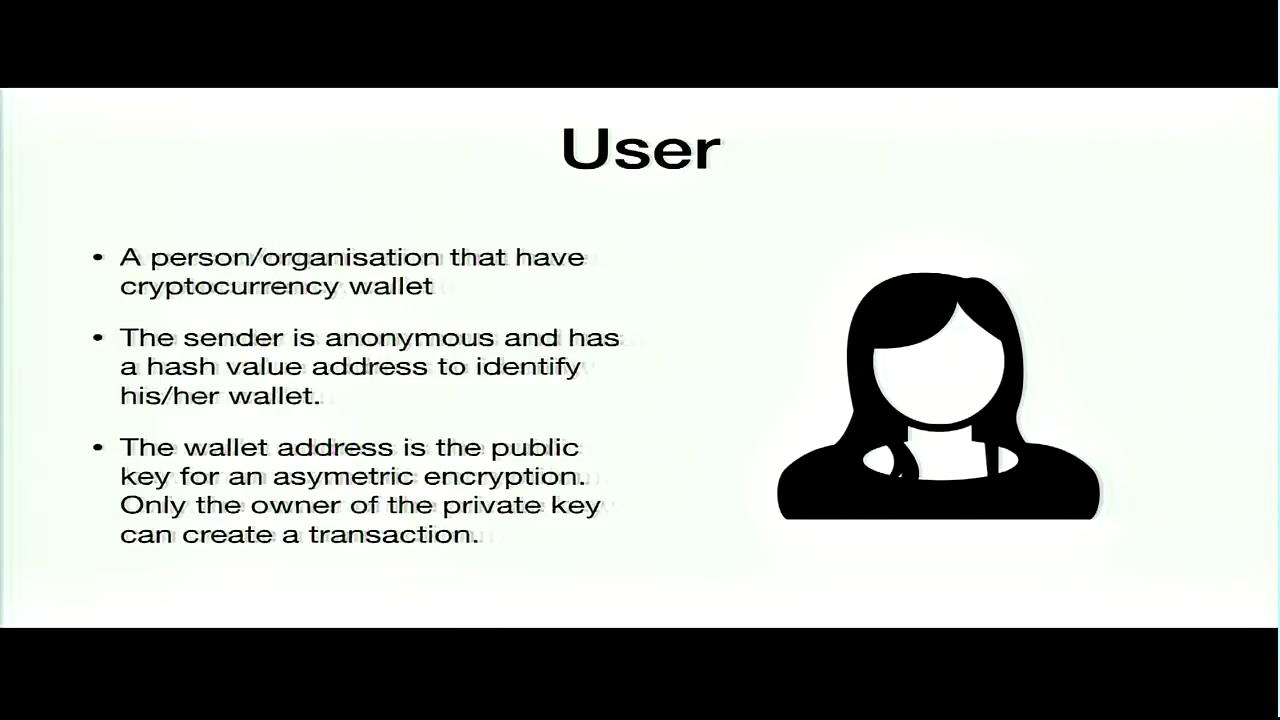 User
• A person/organisation that have
cryptocurrency wallet
• The sender is anonymous and has
a hash value address to identify
his/her wallet.
• The wallet address is the public
key for an asymetric encryption.
Only the owner of the private key
can create a transaction.